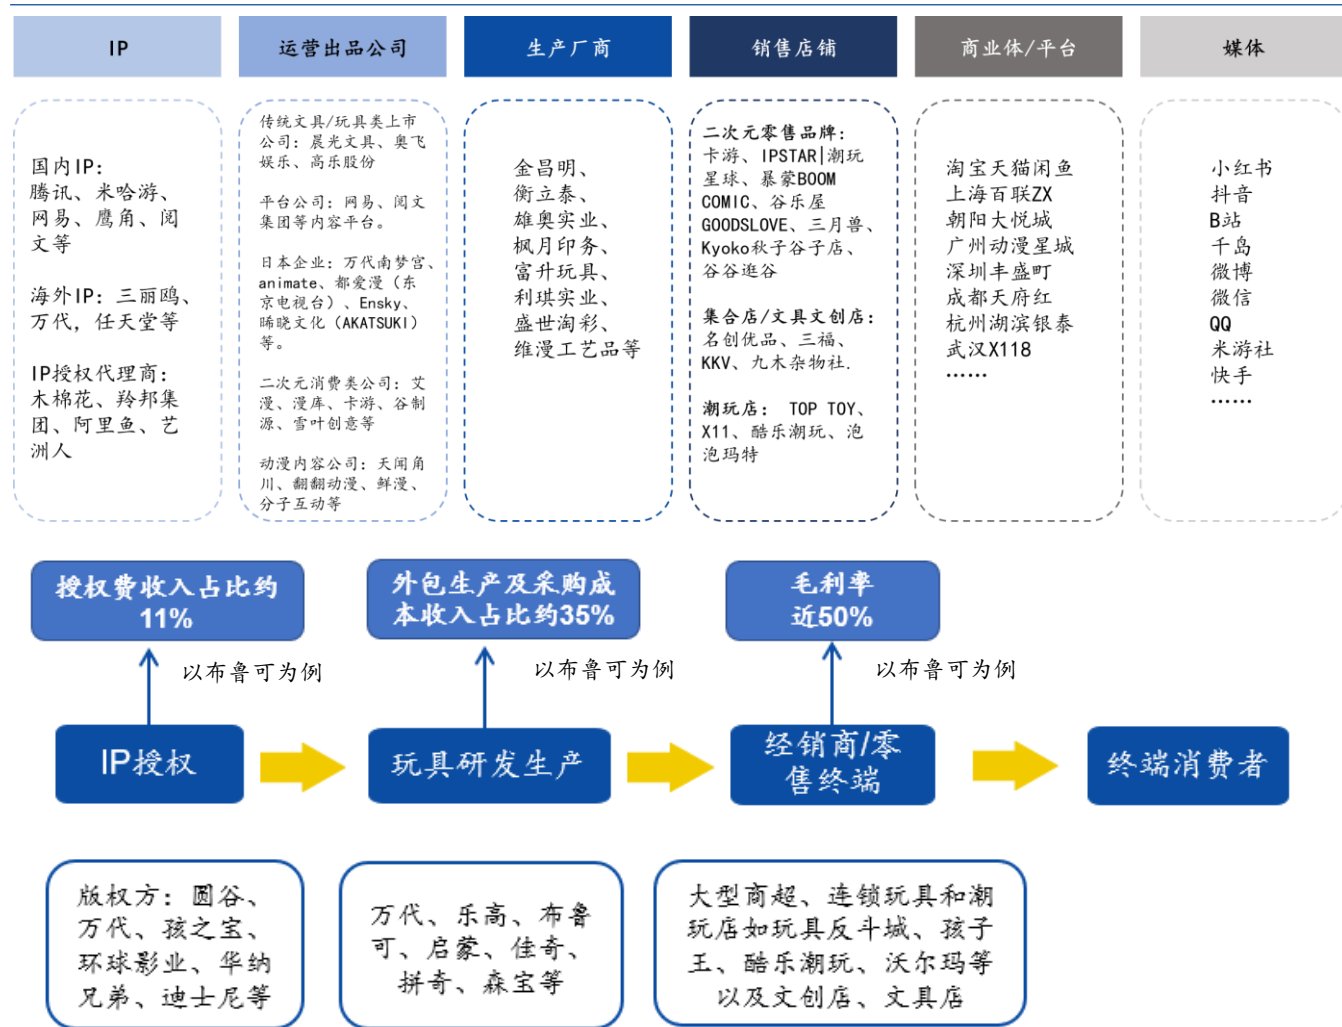 IP
运营出品公司
生产厂商
销售店铺
商业体/平台
媒体
国内IP：
腾讯、米哈游、
网易、鹰角、阅
文等
海外IP：三丽鸥、
万代，任天堂等
IP授权代理商：
木棉花、羚邦集
团、阿里鱼、艺
洲人
传统文具/玩具类上市
公司：晨光文具、奥飞
娱乐、高乐股份
平台公司：网易、阅文
集团等内容平台。
日本企业：万代南梦宫、
animate、都爱漫（东
京电视台）、Ensky、
晞晓文化（AKATSUKI）
等。
二次元消费类公司：艾
漫、漫库、卡游、谷制
源、雪叶创意等
动漫内容公司：天闻角
川、翻翻动漫、鲜漫、
分子互动等
金昌明、
衡立泰、
雄奥实业、
枫月印务、
富升玩具、
利琪实业、
盛世淘彩、
维漫工艺品等
二次元零售品牌：
卡游、IPSTAR|潮玩
星球、暴蒙BOOM
COMIC、谷乐屋
GOODSLOVE、三月兽、
Kyoko秋子谷子店、
谷谷逛谷
集合店/文具文创店：
名创优品、三福、
KKV、九木杂物社.
潮玩店： TOP TOY、
X11、酷乐潮玩、泡
泡玛特
淘宝天猫闲鱼
上海百联ZX
朝阳大悦城
广州动漫星城
深圳丰盛町
成都天府红
杭州湖滨银泰
武汉X118
……
小红书
抖音
B站
千岛
微博
微信
QQ
米游社
快手
……
授权费收入占比约
11%
外包生产及采购成
本收入占比约35%
毛利率
近50%
以布鲁可为例
以布鲁可为例
以布鲁可为例
IP授权
玩具研发生产
经销商/零
售终端
终端消费者
版权方：圆谷、
万代、孩之宝、
环球影业、华纳
兄弟、迪士尼等
万代、乐高、布鲁
可、启蒙、佳奇、
拼奇、森宝等
大型商超、连锁玩具和潮
玩店如玩具反斗城、孩子
王、酷乐潮玩、沃尔玛等
以及文创店、文具店